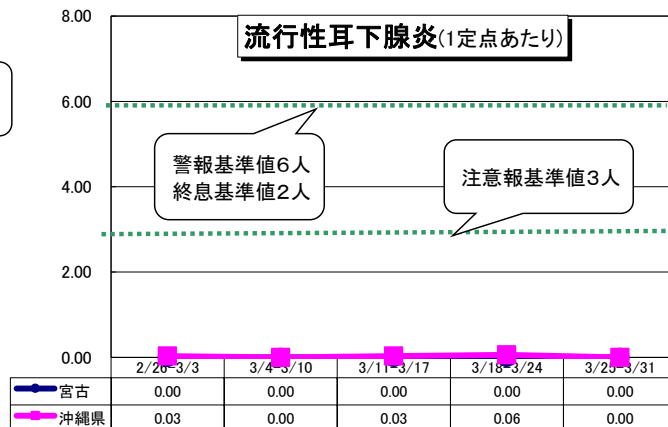 流行性耳下腺炎(1定点あたり)
8.00
6.00
4.00
2.00
0.00
警報基準値6人
終息基準値2人
注意報基準値3人
2/26-3/3 3/4-3/10 3/11-3/17 3/18-3/24 3/25-3/31
宮古 0.00 0.00 0.00 0.00 0.00
沖縄県 0.03 0.00 0.03 0.06 0.00